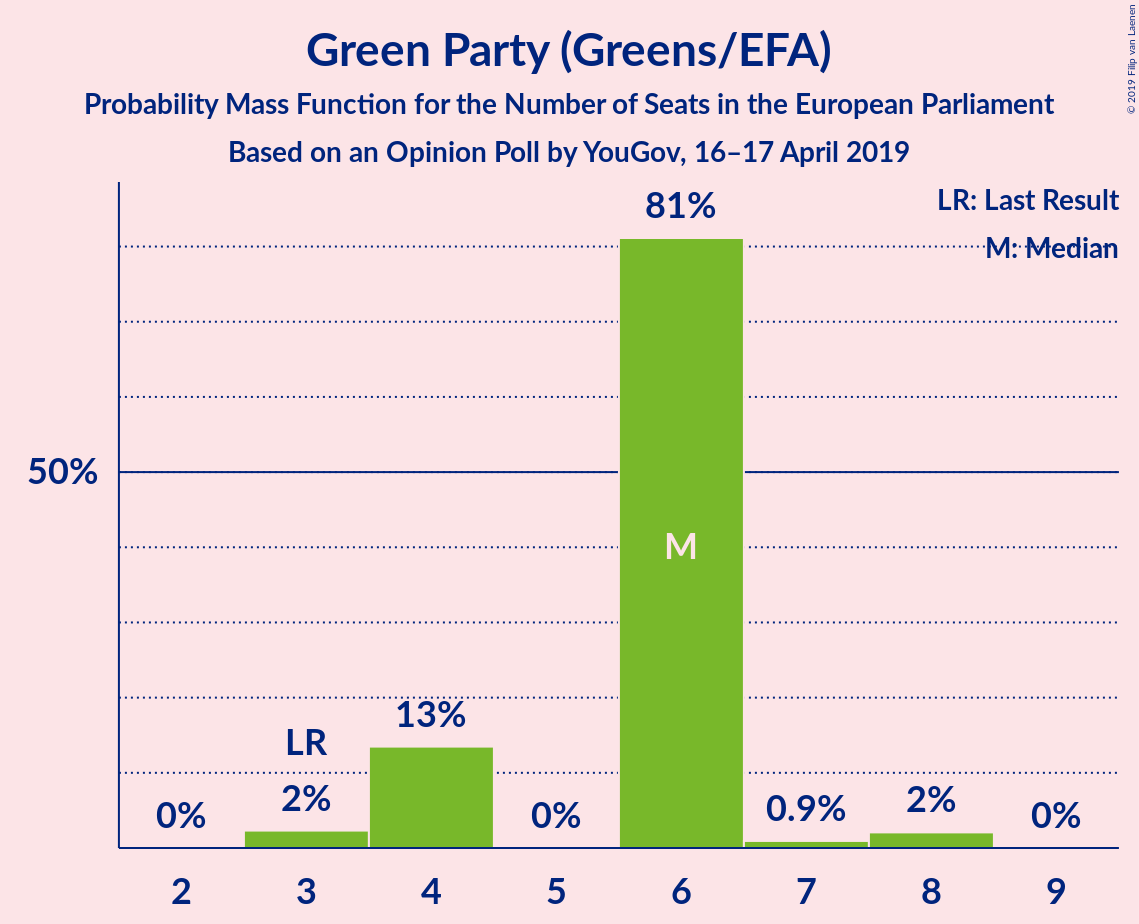 Green Party (Greens/EFA)
Probability Mass Function for the Number of Seats in the European Parliament
Based on an Opinion Poll by YouGov, 16–17 April 2019
© 2019 Filip van Laenen
LR: Last Result
M: Median
81%
50%
M
13%
LR
2%
0%
0%
0.9%
2%
0%
2 3 4 5 6 7 8 9